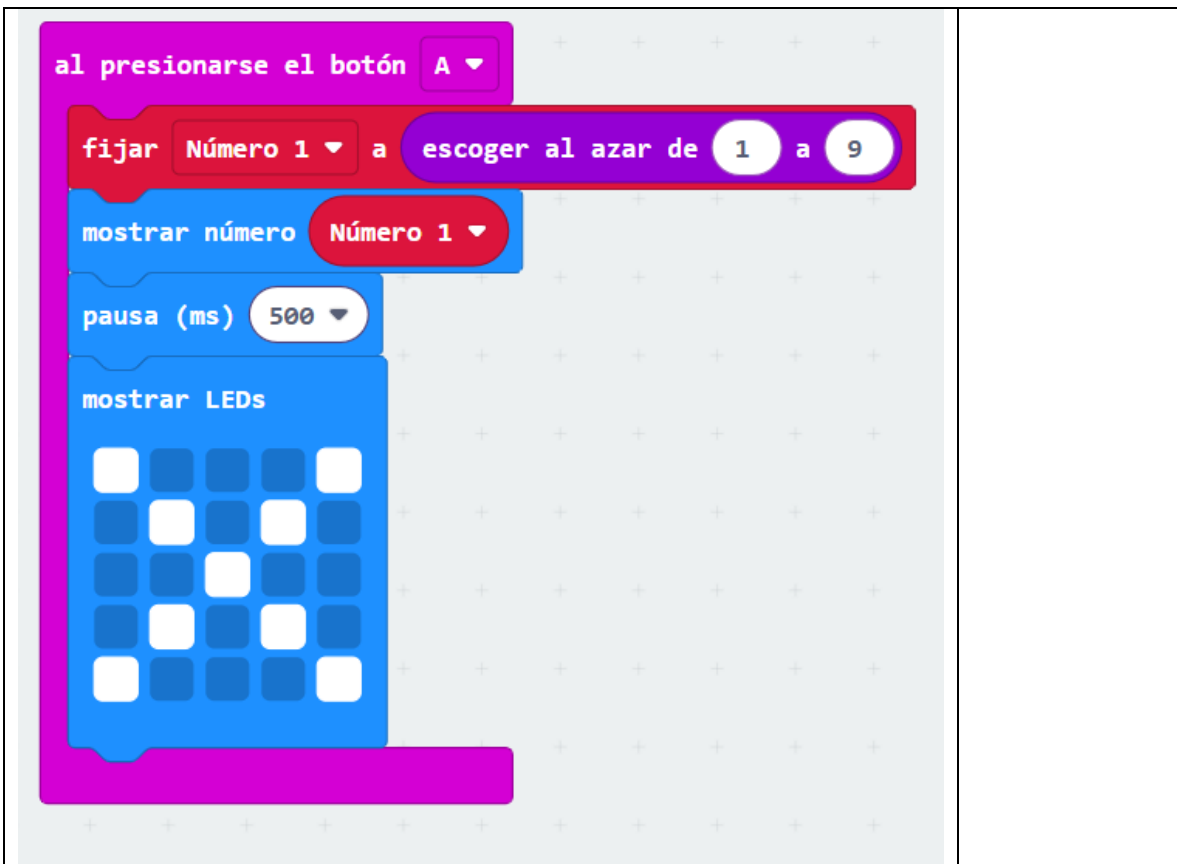 al presionarse el botón A
fijar Número 1 a escoger al azar de 1 a 9
mostrar número Número 1
pausa (ms) 500
mostrar LEDs